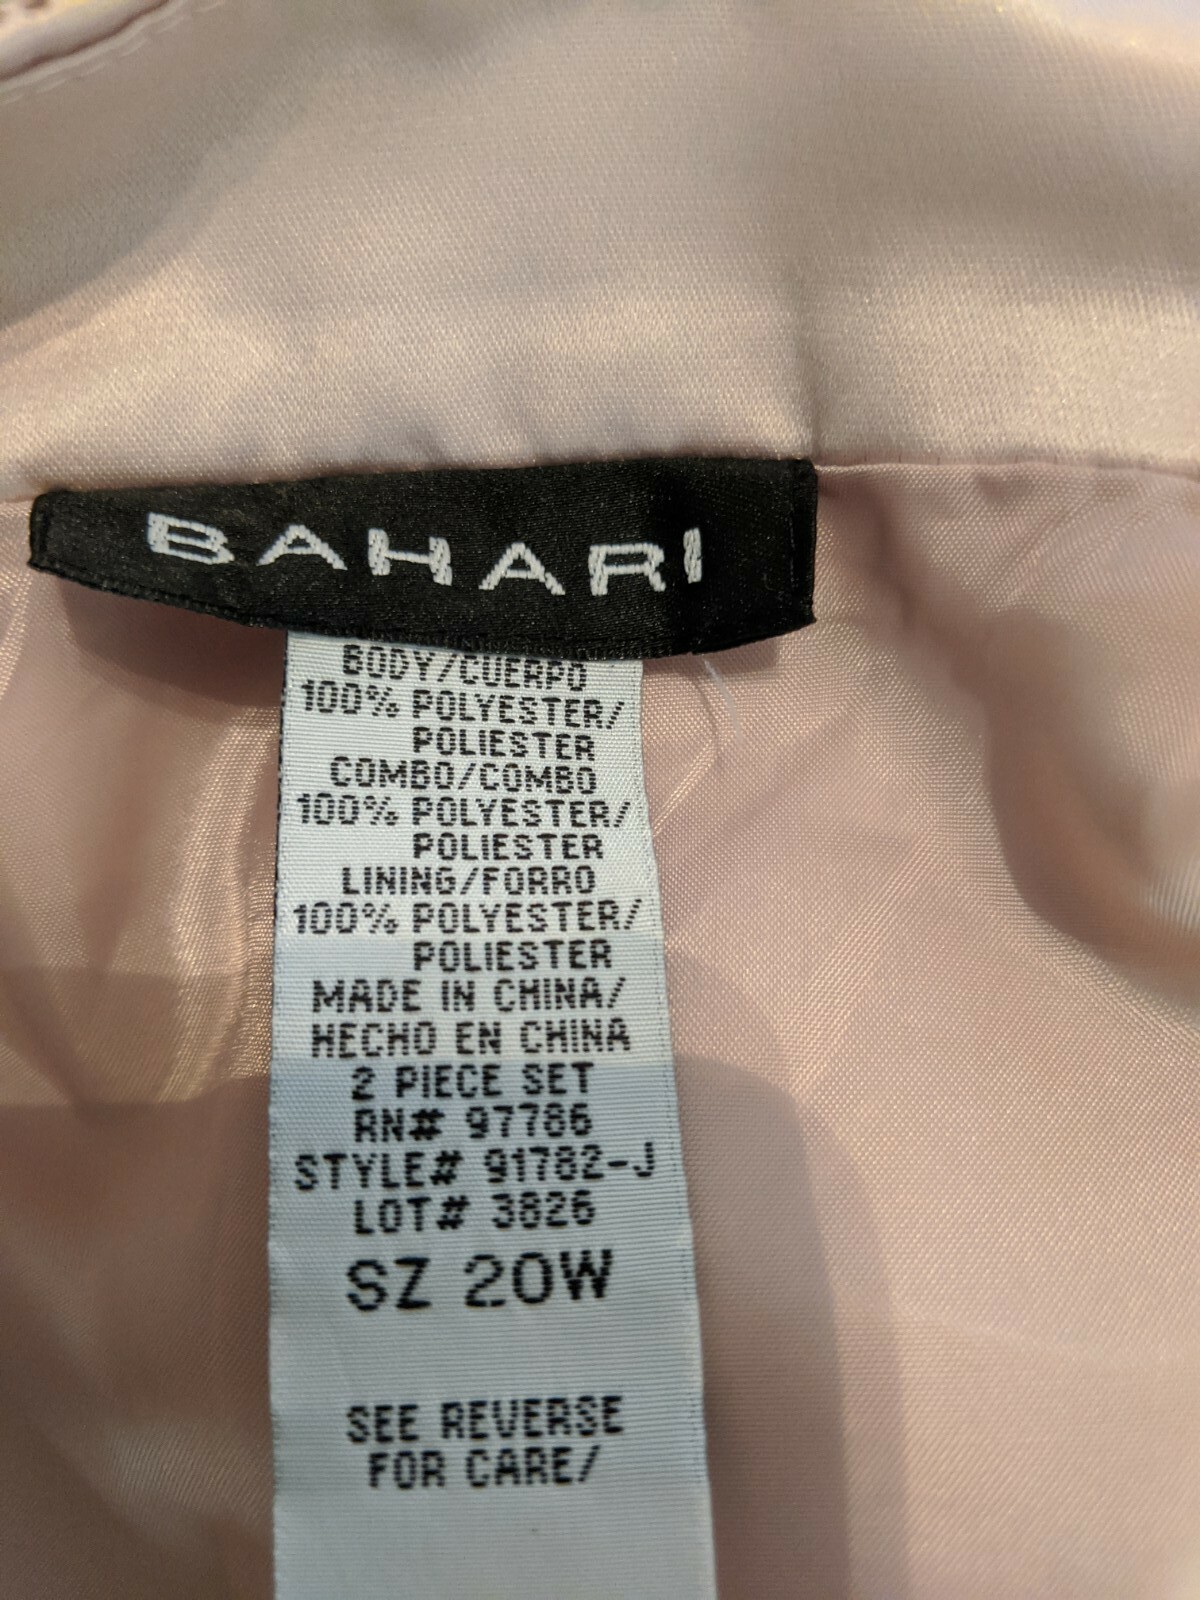 BAHARI
BODY/CUERPO
100% POLYESTER/
POLIESTER
COMBO/COMBO
100% POLYESTER/
POLIESTER
LINING/FORRO
100% POLYESTER/
POLIESTER
MADE IN CHINA/
HECHO EN CHINA
2 PIECE SET
RN# 97786
STYLE# 91782-J
LOT# 3826
SZ 20W
SEE REVERSE
FOR CARE/